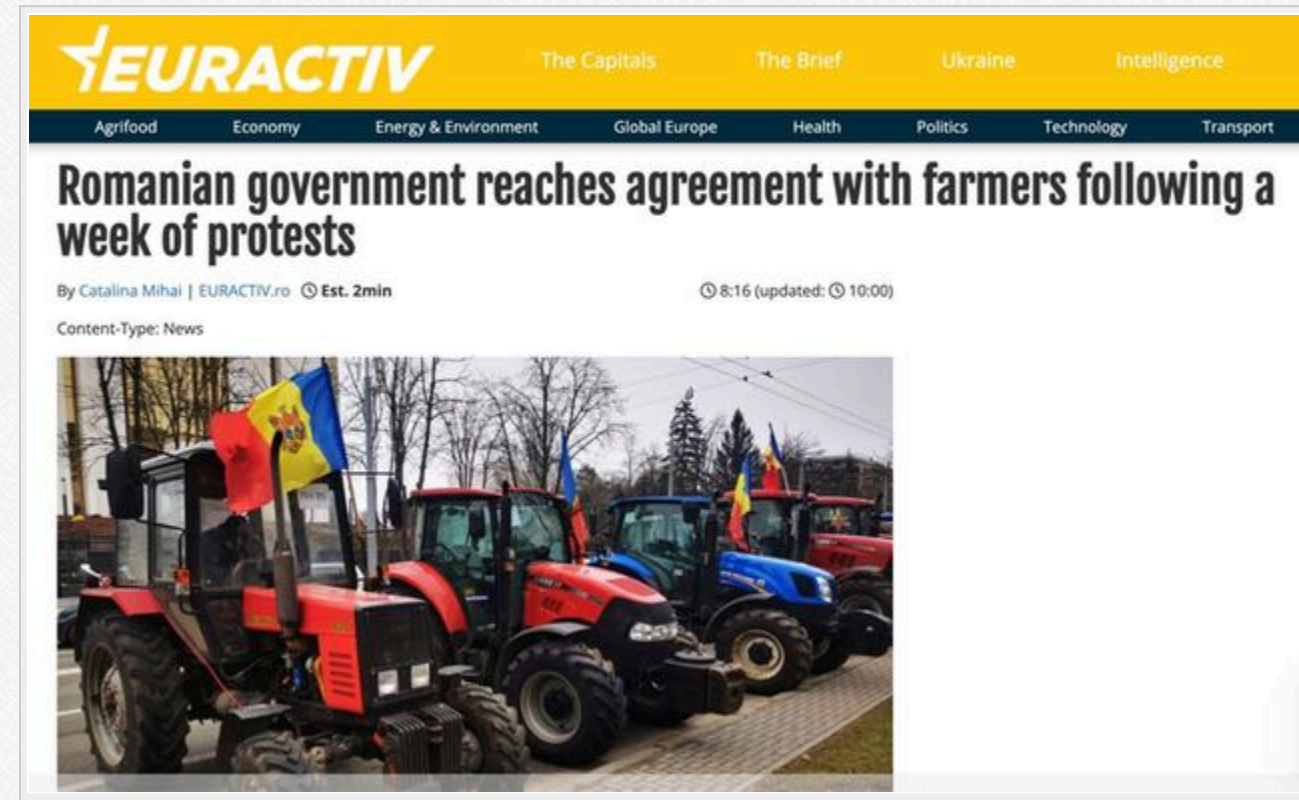 EURACTIV
The Capitals The Brief Ukraine Intelligence
Agrifood Economy Energy & Environment Global Europe Health Politics Technology Transport
Romanian government reaches agreement with farmers following a
week of protests
By Catalina Mihai | EURACTIV.ro Est. 2min 8:16 (updated: 10:00)
Content-Type: News